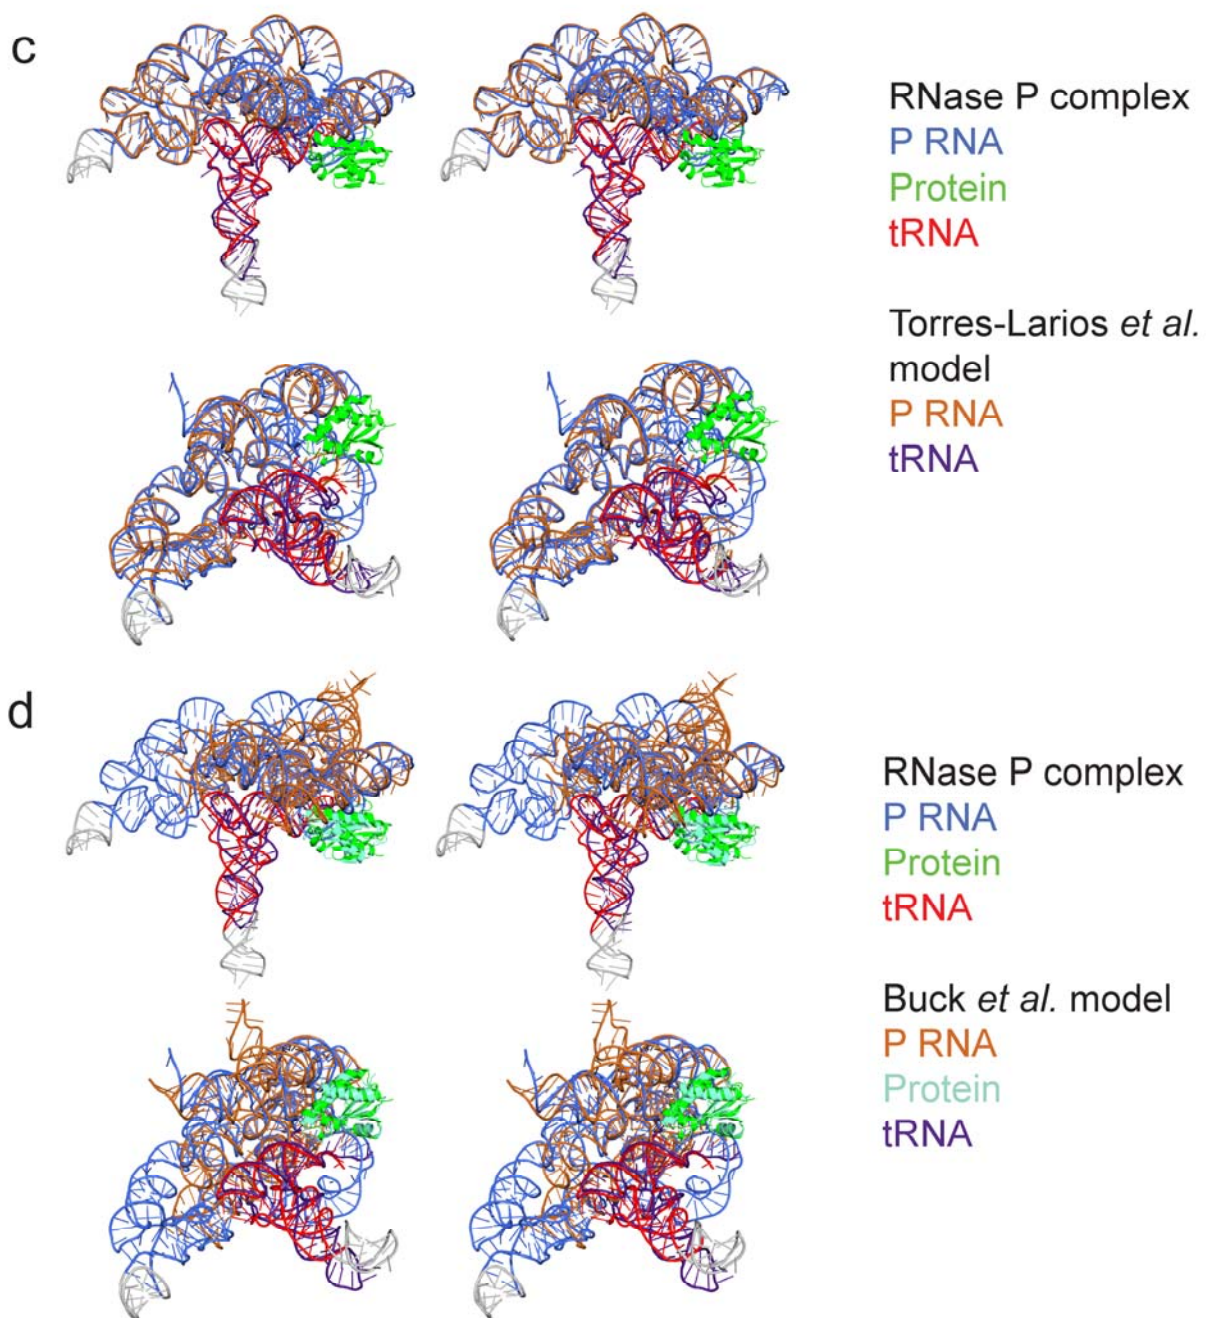 c
RNase P complex
P RNA
Protein
tRNA
Torres-Larios et al.
model
P RNA
tRNA
d
RNase P complex
P RNA
Protein
tRNA
Buck et al. model
P RNA
Protein
tRNA